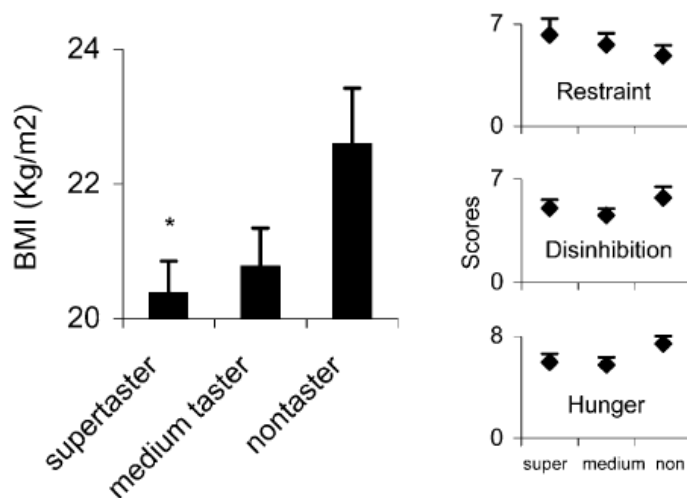 BMI (Kg/m2)
24
22
20
*
supertaster
medium taster
nontaster
Scores
7
Restraint
0
7
Disinhibition
0
8
Hunger
0
super medium non